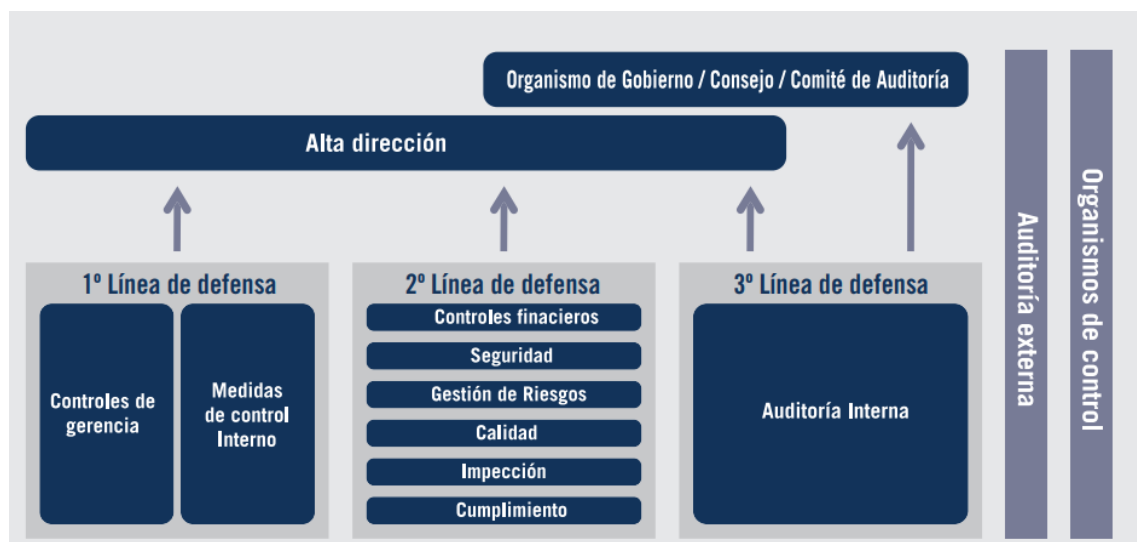 Organismo de Gobierno / Consejo / Comité de Auditoría
Alta dirección
1º Línea de defensa
Controles de
gerencia
Medidas
de control
Interno
2º Línea de defensa
Controles finacieros
Seguridad
Gestión de Riesgos
Calidad
Impección
Cumplimiento
3º Línea de defensa
Auditoría Interna
Auditoría externa
Organismos de control